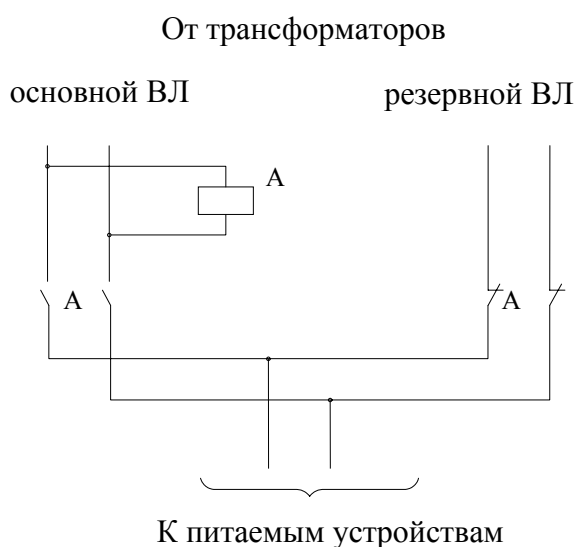 От трансформаторов
основной ВЛ
резервной ВЛ
А
А
А
К питаемым устройствам